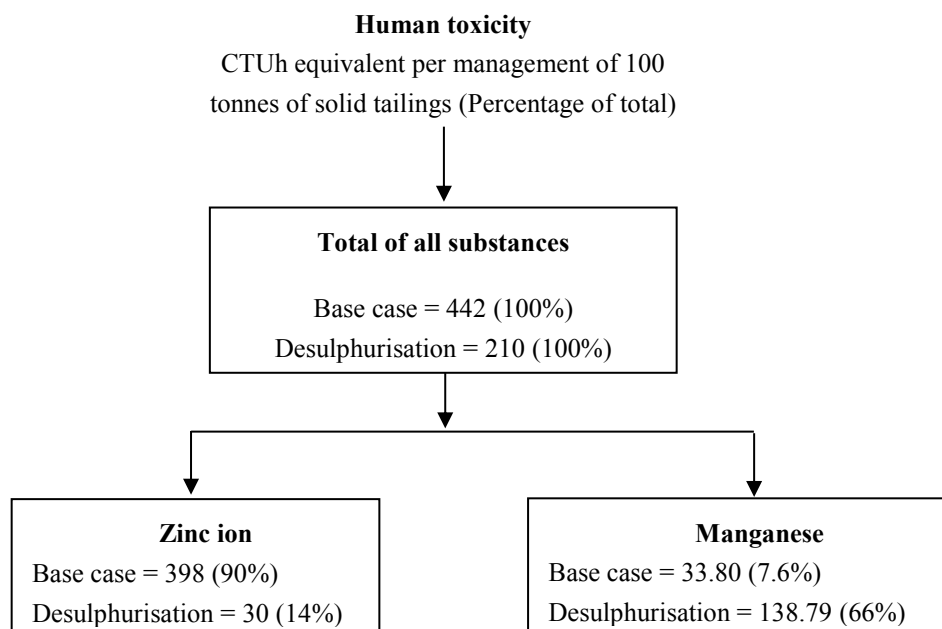 Human toxicity
CTUh equivalent per management of 100
tonnes of solid tailings (Percentage of total)
Total of all substances
Base case = 442 (100%)
Desulphurisation = 210 (100%)
Zinc ion
Base case = 398 (90%)
Desulphurisation = 30 (14%)
Manganese
Base case = 33.80 (7.6%)
Desulphurisation = 138.79 (66%)